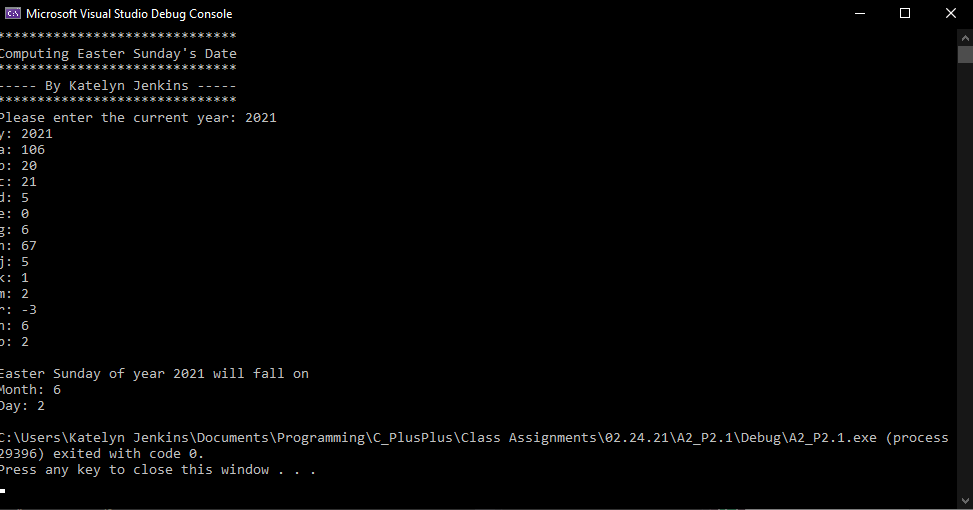 Microsoft Visual Studio Debug Console
******************************
Computing Easter Sunday's Date
******************************
----- By Katelyn Jenkins -----
******************************
Please enter the current year: 2021
y: 2021
a: 106
b: 20
c: 21
d: 5
e: 0
g: 6
h: 67
j: 5
k: 1
m: 2
r: -3
n: 6
p: 2
Easter Sunday of year 2021 will fall on
Month: 6
Day: 2
C:\Users\Katelyn Jenkins\Documents\Programming\C_PlusPlus\Class Assignments\02.24.21\A2_P2.1\Debug\A2_P2.1.exe (process
29396) exited with code 0.
Press any key to close this window . . .